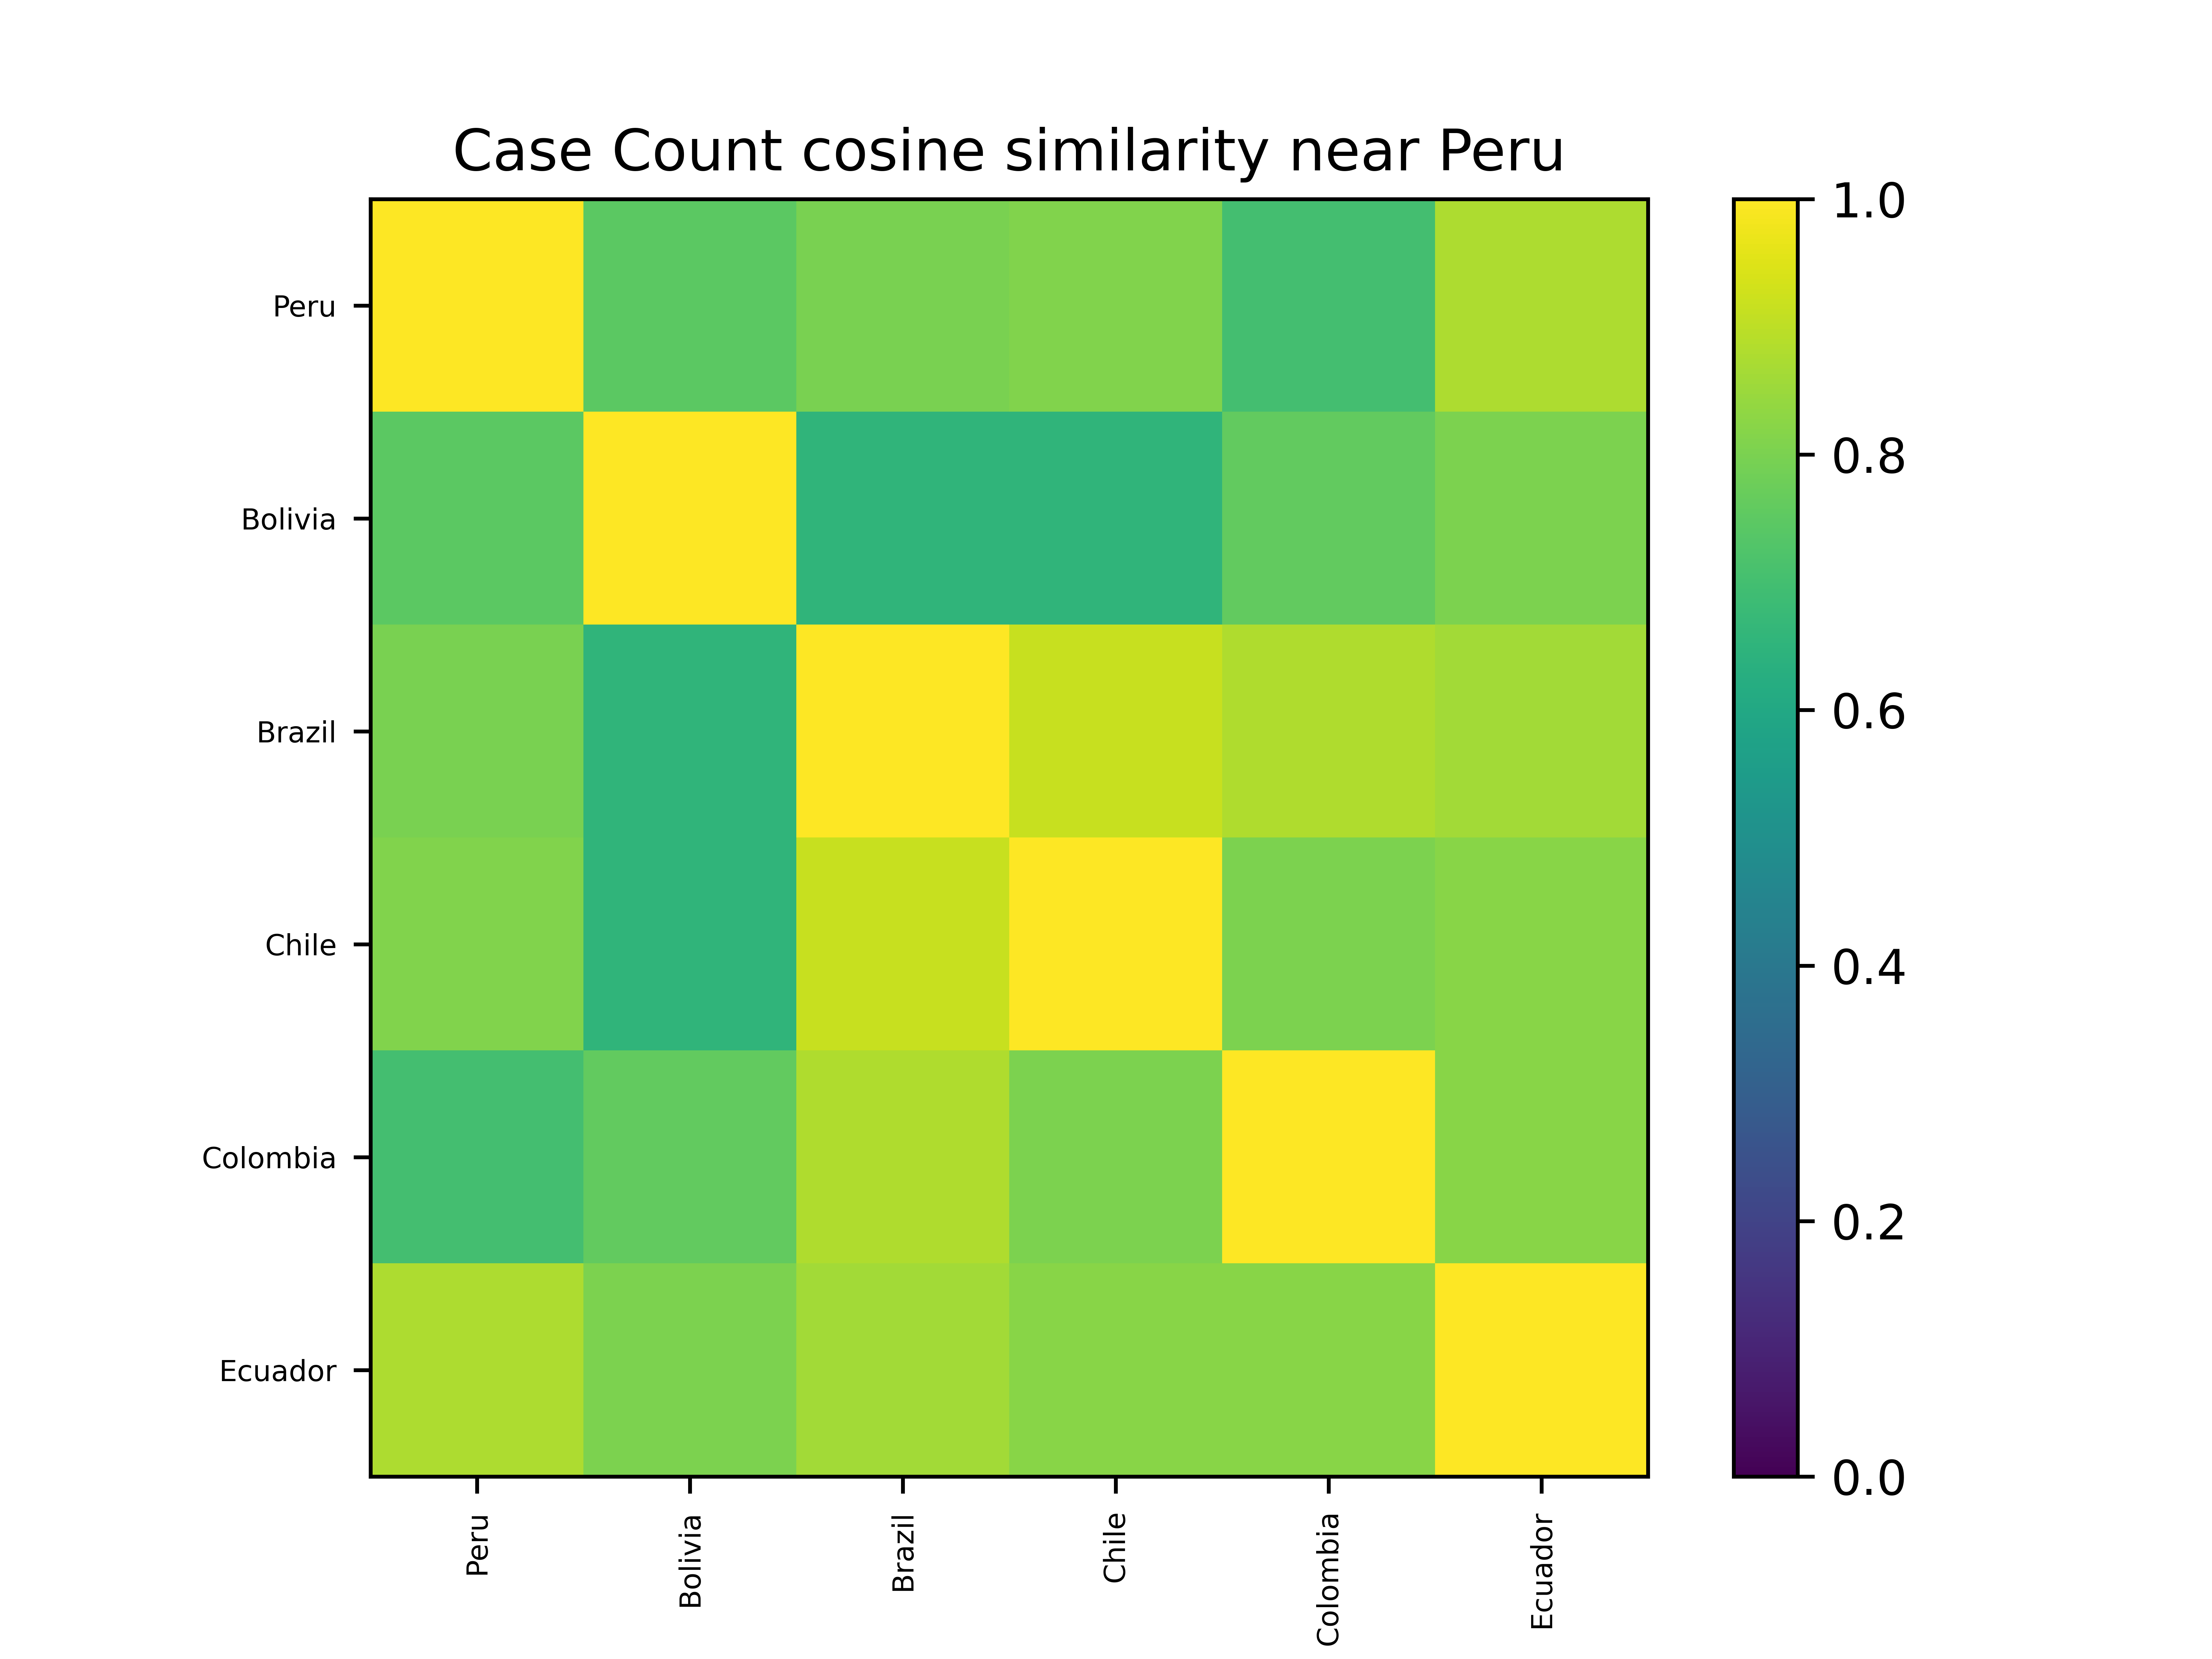 Case Count cosine similarity near Peru
Peru
Bolivia
Brazil
Chile
Colombia
Ecuador
Peru
Bolivia
Brazil
Chile
Colombia
Ecuador
1.0
0.8
0.6
0.4
0.2
0.0